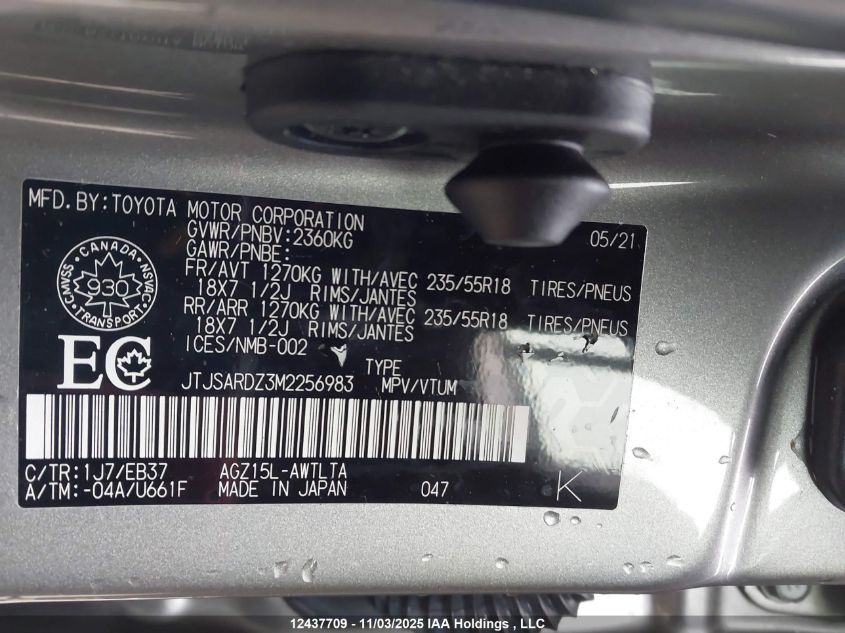 MFD.BY:TOYOTA MOTOR CORPORATION 05/21
GVWR/PNBV:2360KG
GAWR/PNBE:
FR/AVT 1270KG WITH/AVEC 235/55R18 TIRES/PNEUS
18X7 1/2J RIMS/JANTES
RR/ARR 1270KG WITH/AVEC 235/55R18 TIRES/PNEUS
18X7 1/2J RIMS/JANTES
ICES/NMB-002
CANADA
CMVSS 930 NSVAC
TRANSPORT
EC
TYPE
JTJSARDZ3M2256983 MPV/VTUM
C/TR:1J7/EB37 AGZ15L-AWTLTA
A/TM:-04A/U661F MADE IN JAPAN 047 K
12437709 - 11/03/2025 IAA Holdings , LLC